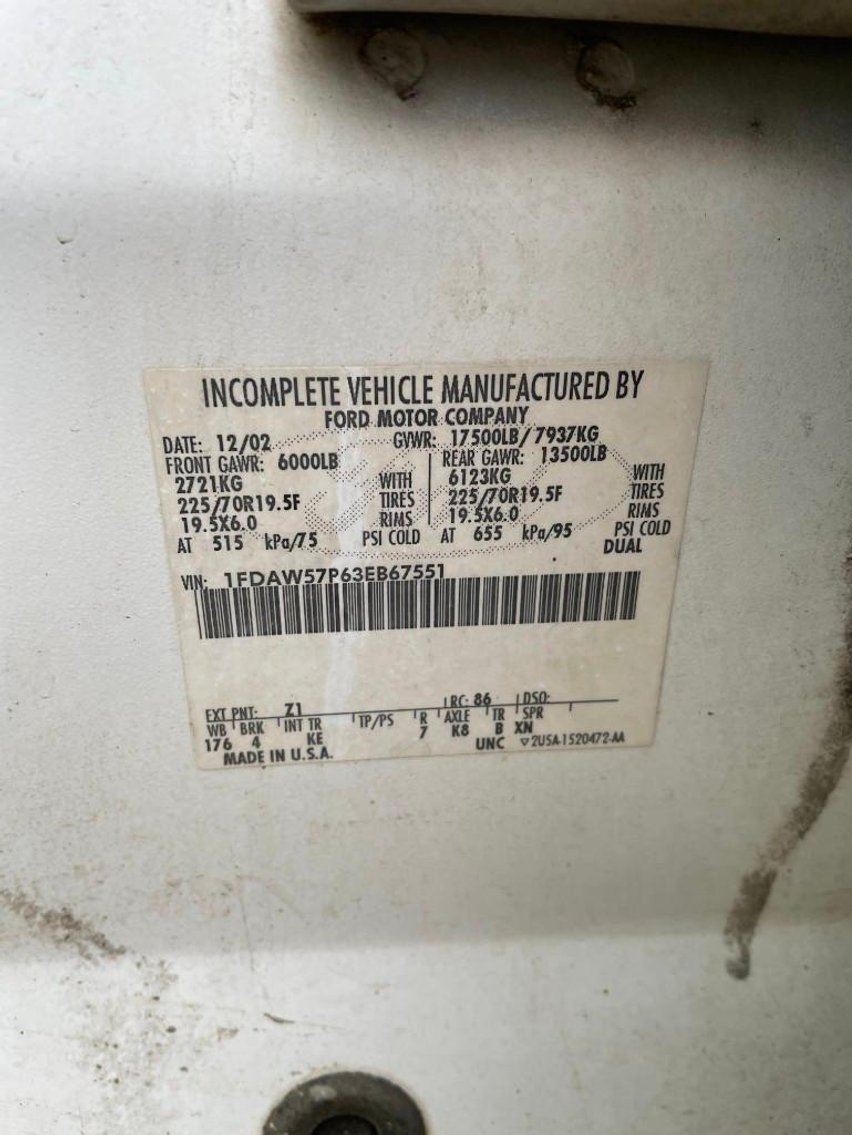 INCOMPLETE VEHICLE MANUFACTURED BY
FORD MOTOR COMPANY
DATE: 12/02 GVWR: 17500LB/7937KG
FRONT GAWR: 6000LB REAR GAWR: 13500LB
2721KG WITH 6123KG WITH
225/70R19.5F TIRES 225/70R19.5F TIRES
19.5X6.0 RIMS 19.5X6.0 RIMS
AT 515 kPa/75 PSI COLD AT 655 kPa/95 PSI COLD
DUAL
VIN: 1FDAW57P63EB67551
EXT PNT: Z1 RC: 86 DSO:
WB BRK INT TR TP/PS R AXLE TR SPR
176 4 KE 7 K8 B XN
MADE IN U.S.A. UNC ▽2U5A-1520472-AA